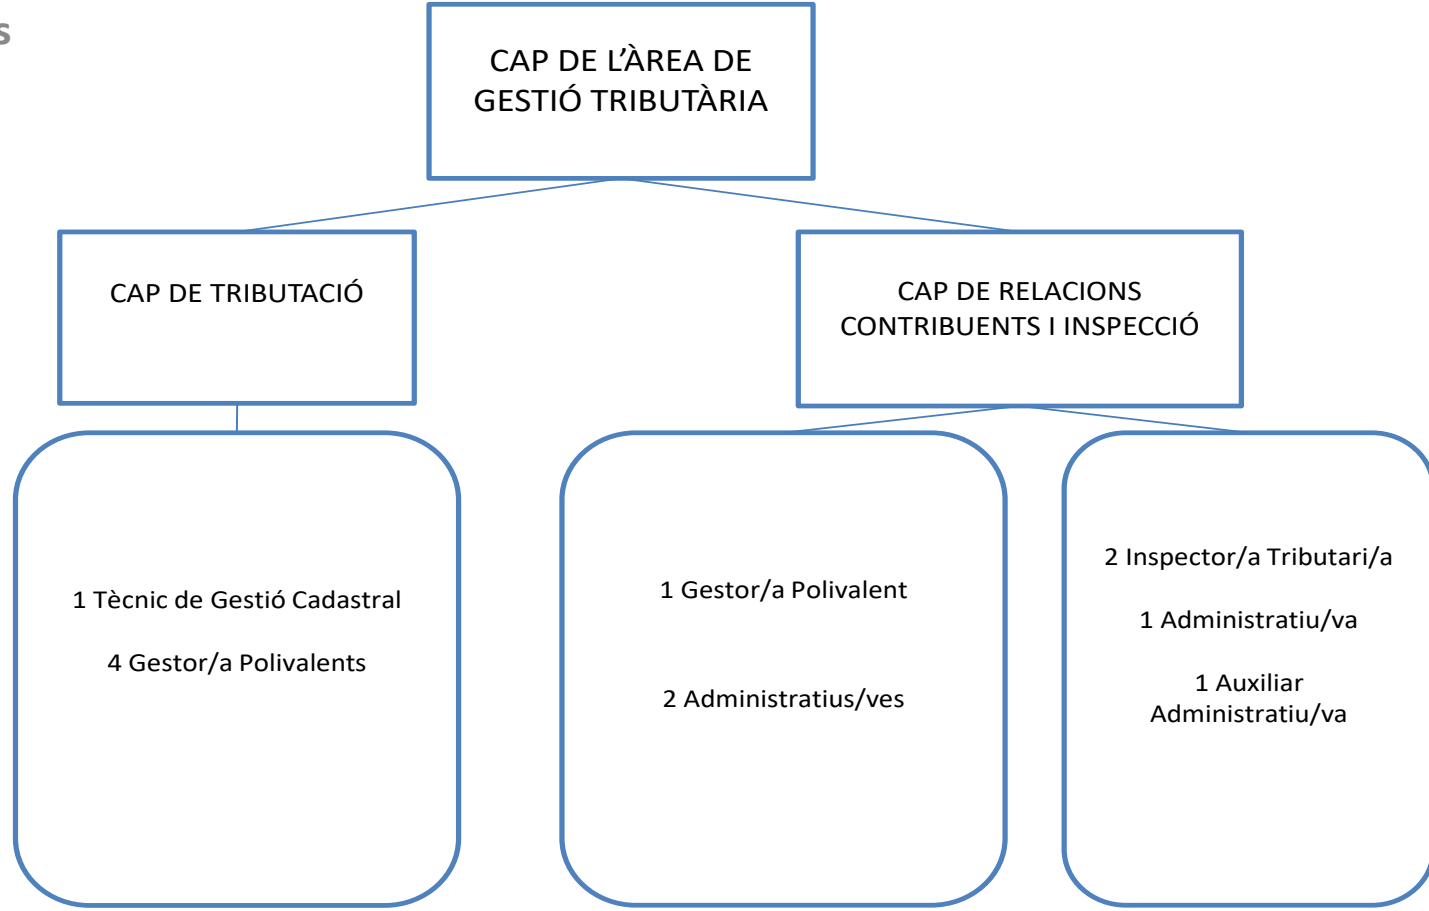 s
CAP DE L’ÀREA DE
GESTIÓ TRIBUTÀRIA
CAP DE TRIBUTACIÓ
CAP DE RELACIONS
CONTRIBUENTS I INSPECCIÓ
1 Tècnic de Gestió Cadastral
4 Gestor/a Polivalents
1 Gestor/a Polivalent
2 Administratius/ves
2 Inspector/a Tributari/a
1 Administratiu/va
1 Auxiliar
Administratiu/va